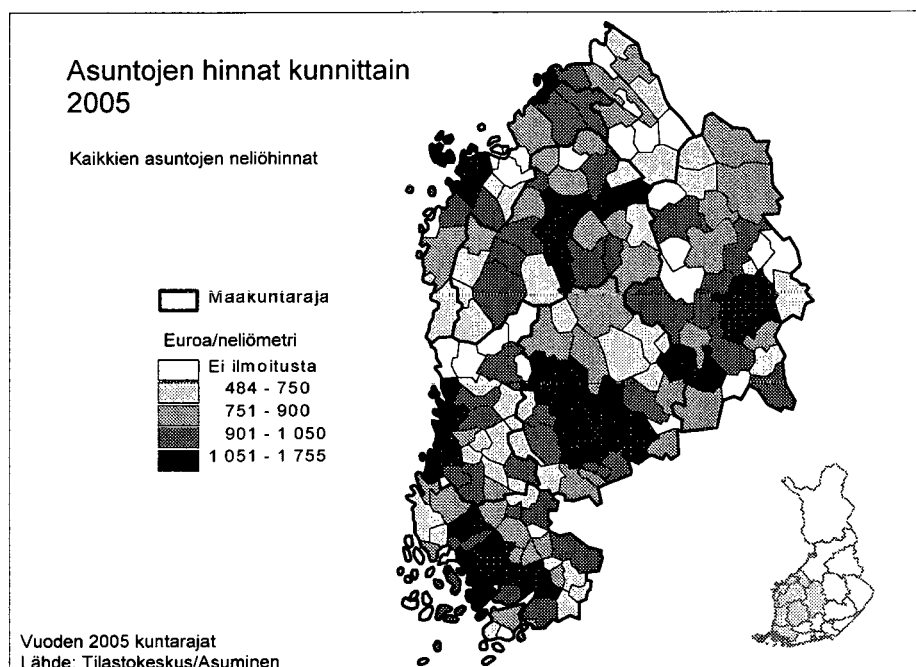 Asuntojen hinnat kunnittain
2005
Kaikkien asuntojen neliöhinnat
Maakuntaraja
Euroa/neliömetri
Ei ilmoitusta
484 - 750
751 - 900
901 - 1 050
1 051 - 1 755
Vuoden 2005 kuntarajat
Lähde: Tilastokeskus/Asuminen